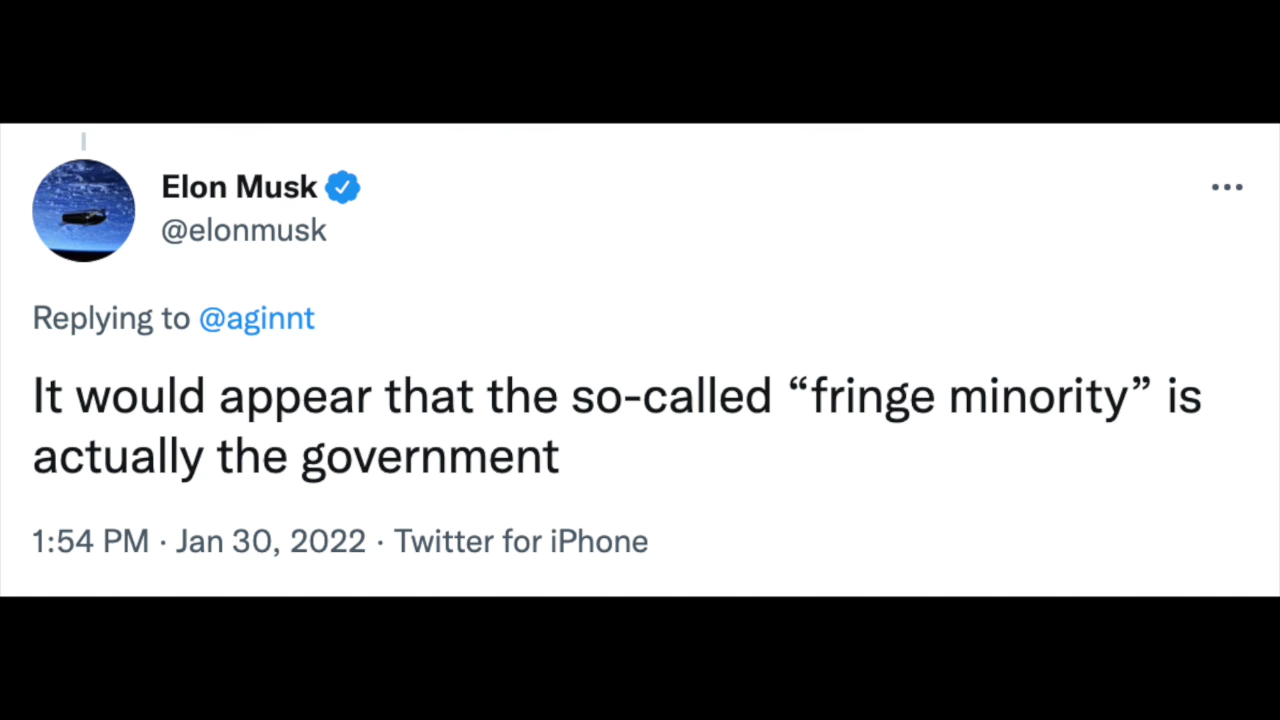 Elon Musk
@elonmusk
Replying to @aginnt
It would appear that the so-called “fringe minority” is
actually the government
1:54 PM · Jan 30, 2022 · Twitter for iPhone